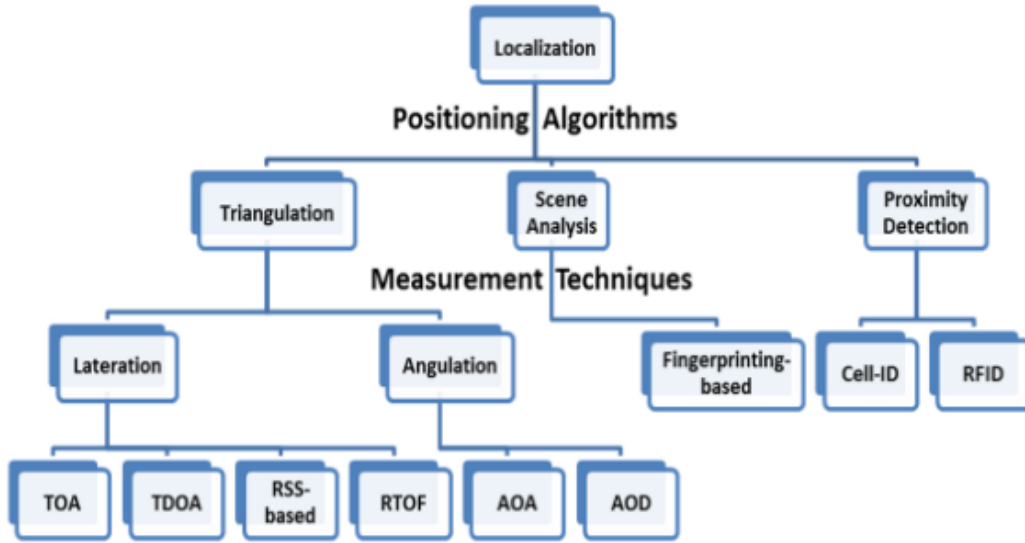 Localization
Positioning Algorithms
Triangulation
Scene
Analysis
Proximity
Detection
Measurement Techniques
Lateration
Angulation
Fingerprinting-
based
Cell-ID
RFID
TOA
TDOA
RSS-
based
RTOF
AOA
AOD